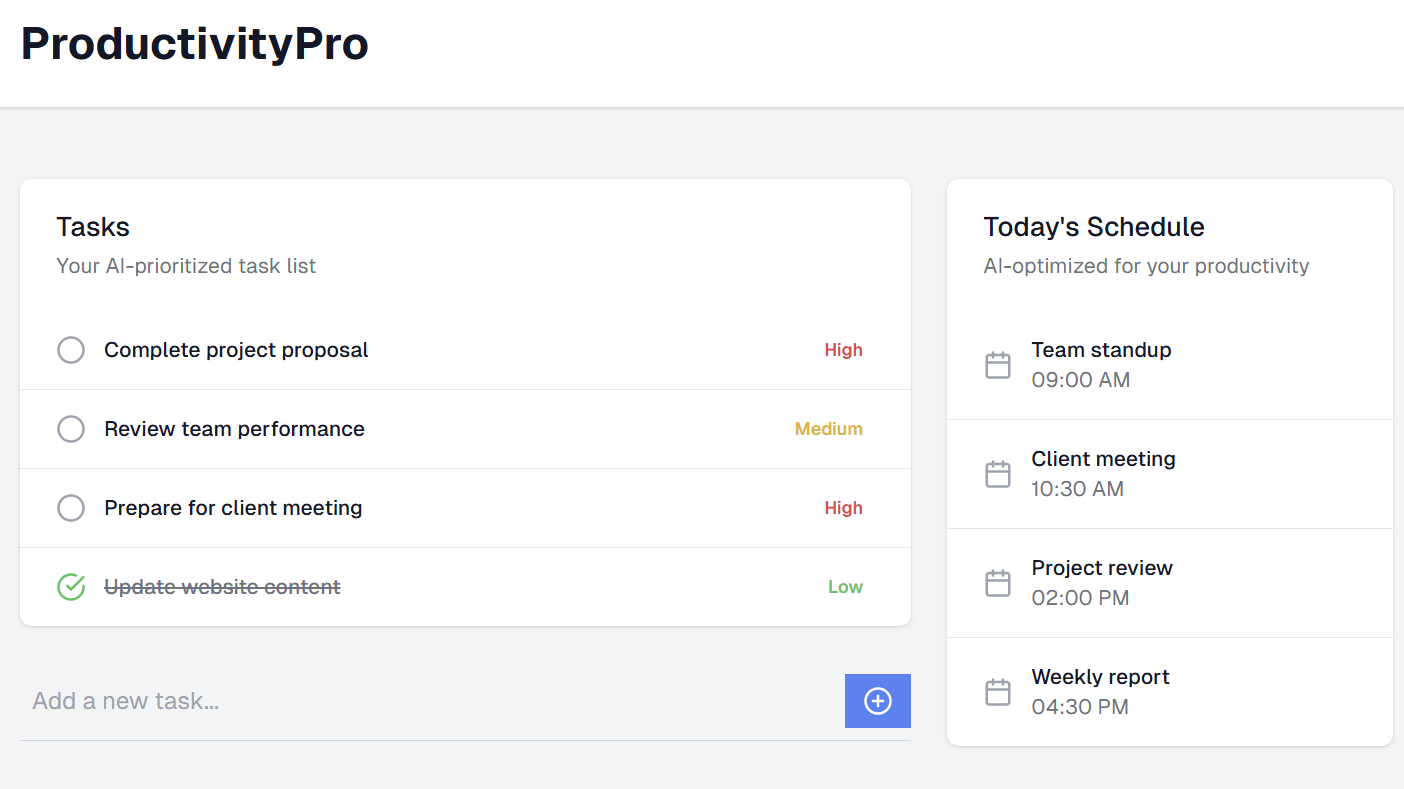 ProductivityPro
Tasks
Your AI-prioritized task list
Complete project proposal
High
Review team performance
Medium
Prepare for client meeting
High
Update website content
Low
Add a new task...
Today's Schedule
AI-optimized for your productivity
Team standup
09:00 AM
Client meeting
10:30 AM
Project review
02:00 PM
Weekly report
04:30 PM